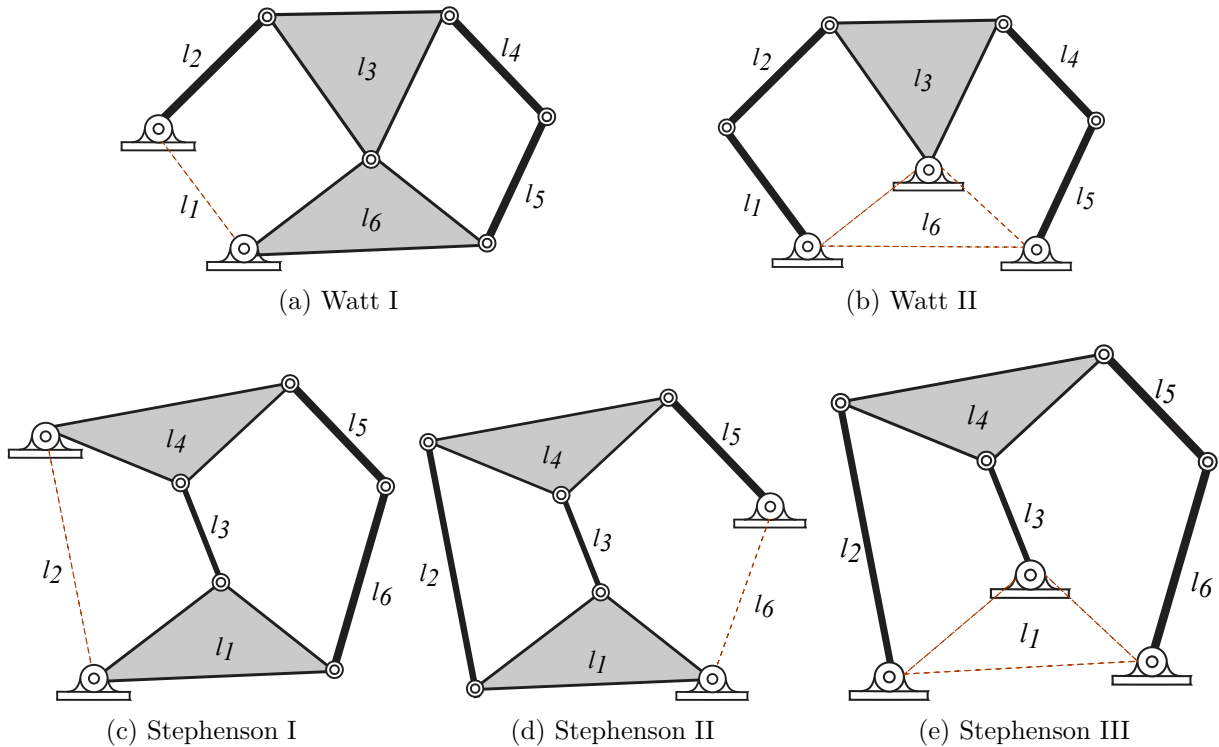 l2
l3
l4
l1
l6
l5
(a) Watt I
l2
l3
l4
l1
l6
l5
(b) Watt II
l4
l5
l3
l2
l6
l1
(c) Stephenson I
l4
l5
l3
l2
l6
l1
(d) Stephenson II
l5
l4
l3
l2
l6
l1
(e) Stephenson III